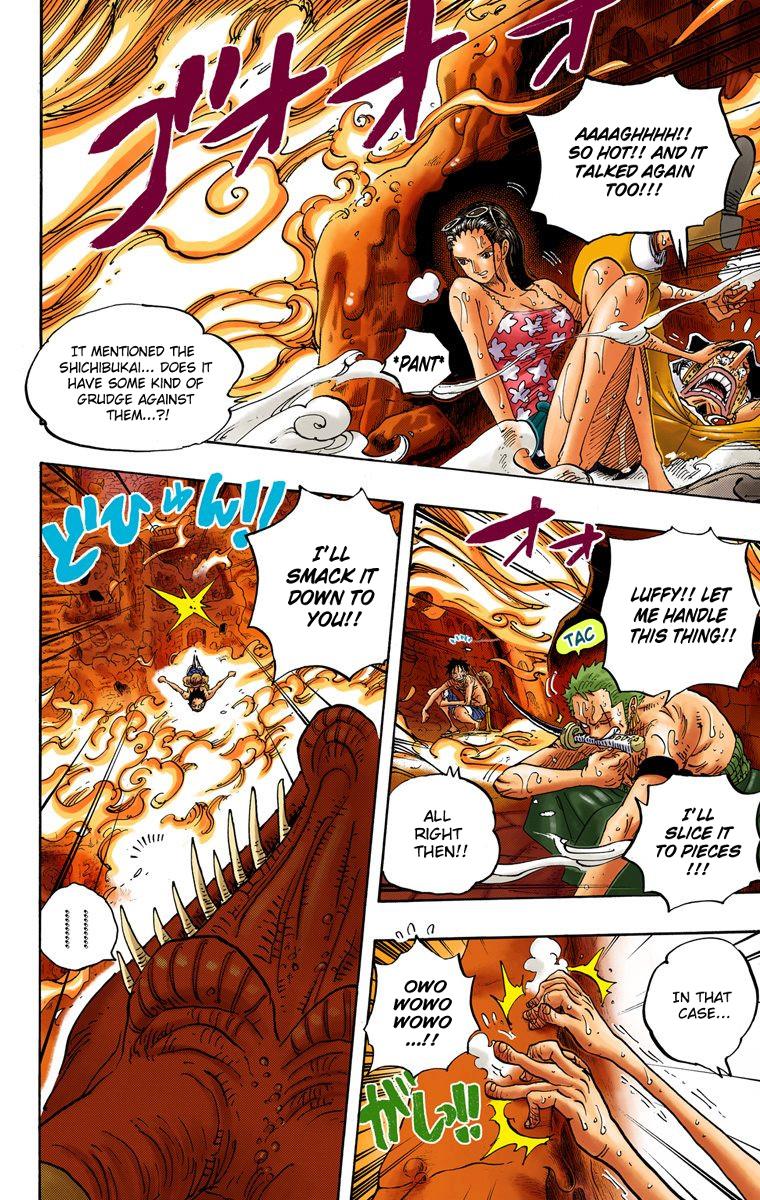 ゴオオオ
AAAAGHHHH!!
SO HOT!! AND IT
TALKED AGAIN
TOO!!!
*PANT*
IT MENTIONED THE
SHICHIBUKAI... DOES IT
HAVE SOME KIND OF
GRUDGE AGAINST
THEM...?!
オオ
LUFFY!! LET
ME HANDLE
THIS THING!!
TAC
I'LL
SLICE IT
TO PIECES
!!!
ALL
RIGHT
THEN!!
IN THAT
CASE...
OWO
WOWO
WOWO
...!!
がしっ!!
I'LL
SMACK IT
DOWN TO
YOU!!
どひゅん!!